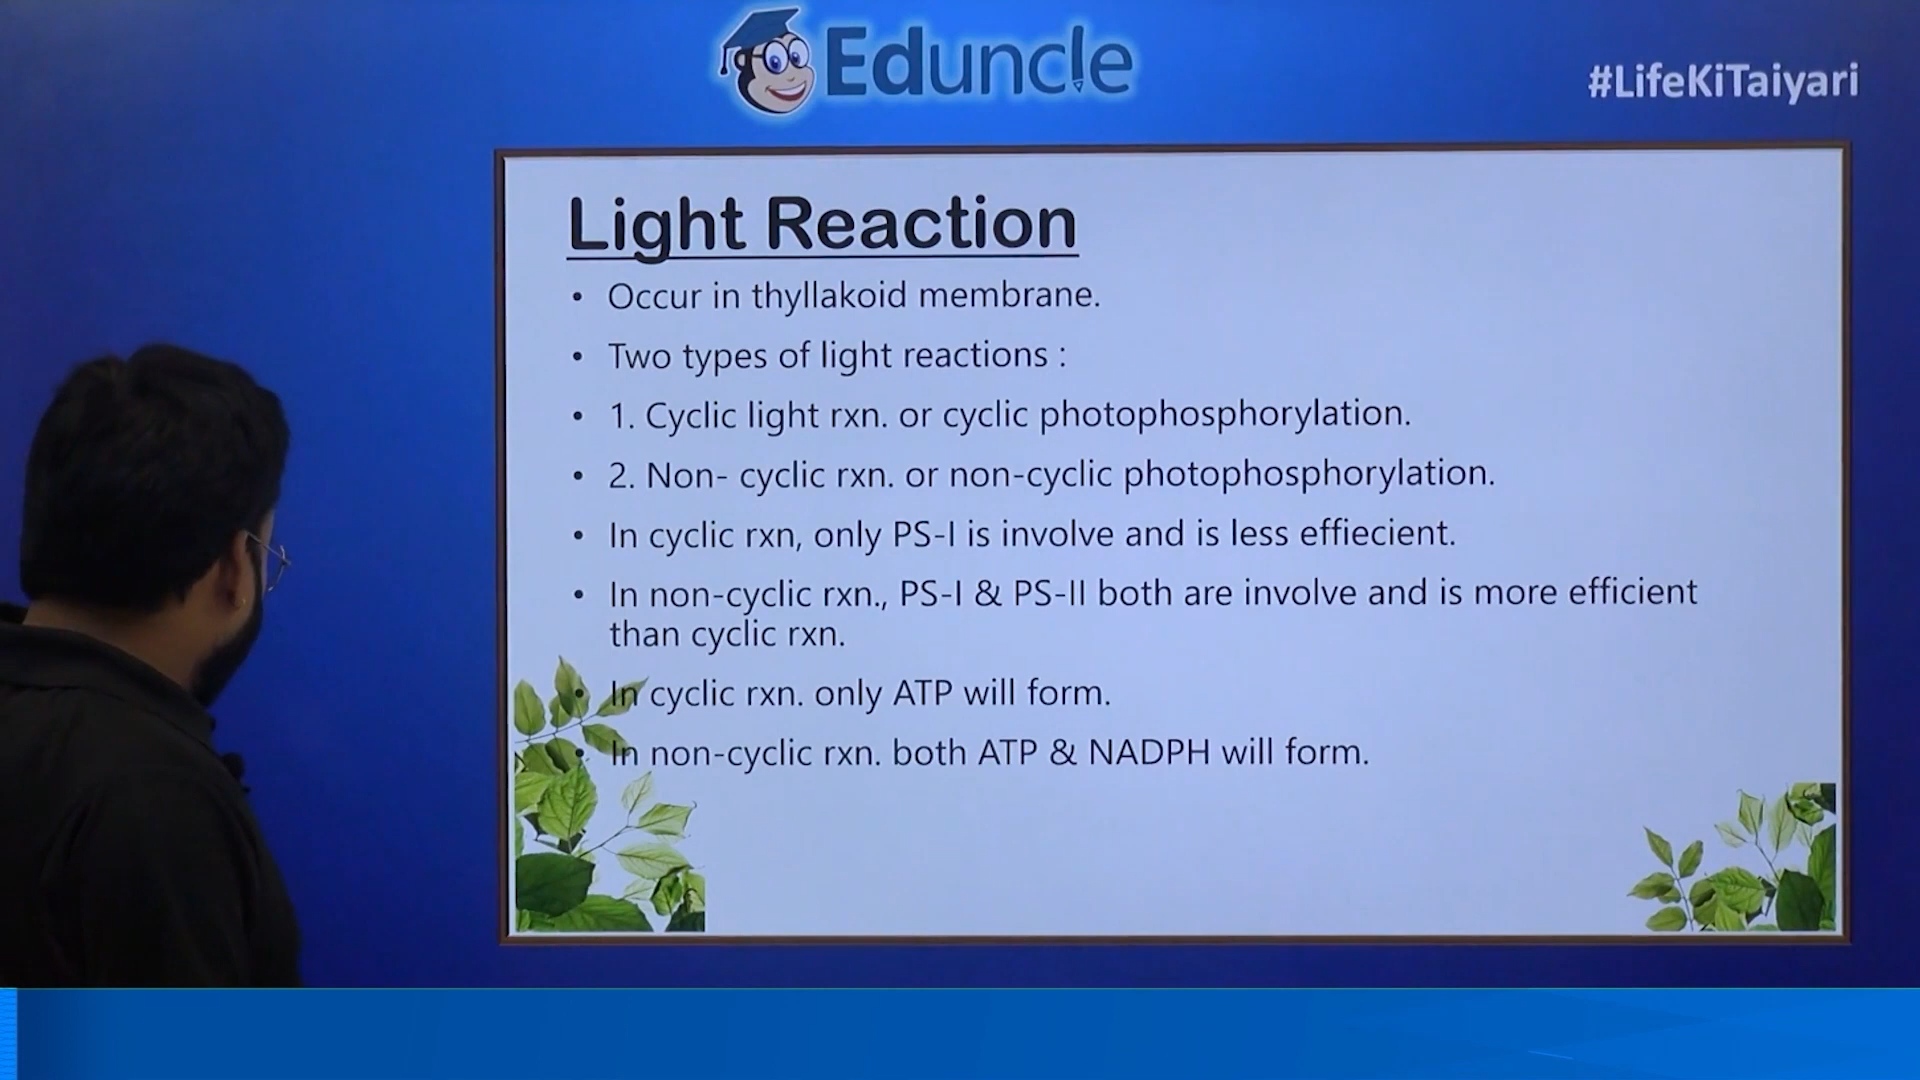 Eduncle
#LifeKiTaiyari
Light Reaction
• Occur in thyllakoid membrane.
• Two types of light reactions :
• 1. Cyclic light rxn. or cyclic photophosphorylation.
• 2. Non- cyclic rxn. or non-cyclic photophosphorylation.
• In cyclic rxn, only PS-I is involve and is less effiecient.
• In non-cyclic rxn., PS-I & PS-II both are involve and is more efficient
than cyclic rxn.
• In cyclic rxn. only ATP will form.
• In non-cyclic rxn. both ATP & NADPH will form.